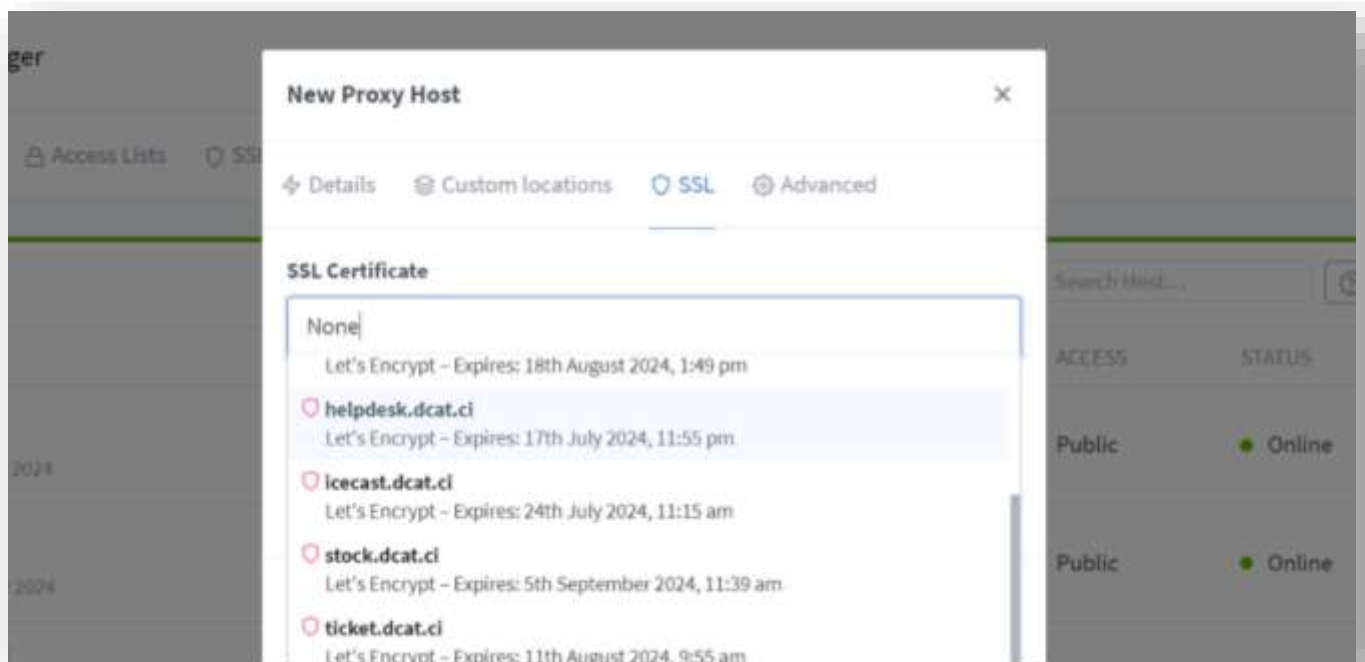 ger
New Proxy Host
Access Lists
SSL
Details
Custom locations
SSL
Advanced
SSL Certificate
Search Host...
None
ACCESS
STATUS
Let's Encrypt – Expires: 18th August 2024, 1:49 pm
helpdesk.dcat.ci
Let's Encrypt – Expires: 17th July 2024, 11:55 pm
Public
Online
2024
icecast.dcat.ci
Let's Encrypt – Expires: 24th July 2024, 11:15 am
stock.dcat.ci
Let's Encrypt – Expires: 5th September 2024, 11:39 am
Public
Online
2024
ticket.dcat.ci
Let's Encrypt – Expires: 11th August 2024, 9:55 am